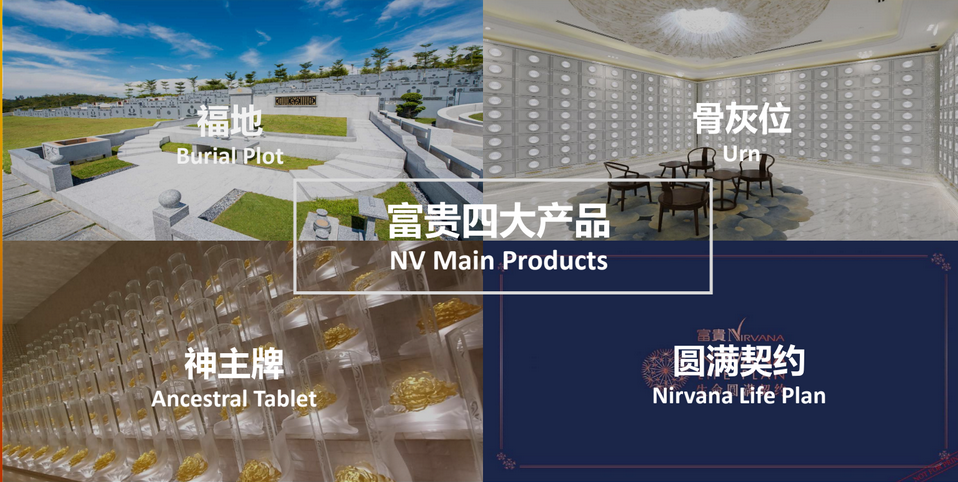 福地
Burial Plot
骨灰位
Urn
富贵四大产品
NV Main Products
神主牌
Ancestral Tablet
富貴 NIRVANA
圆满契约
Nirvana Life Plan